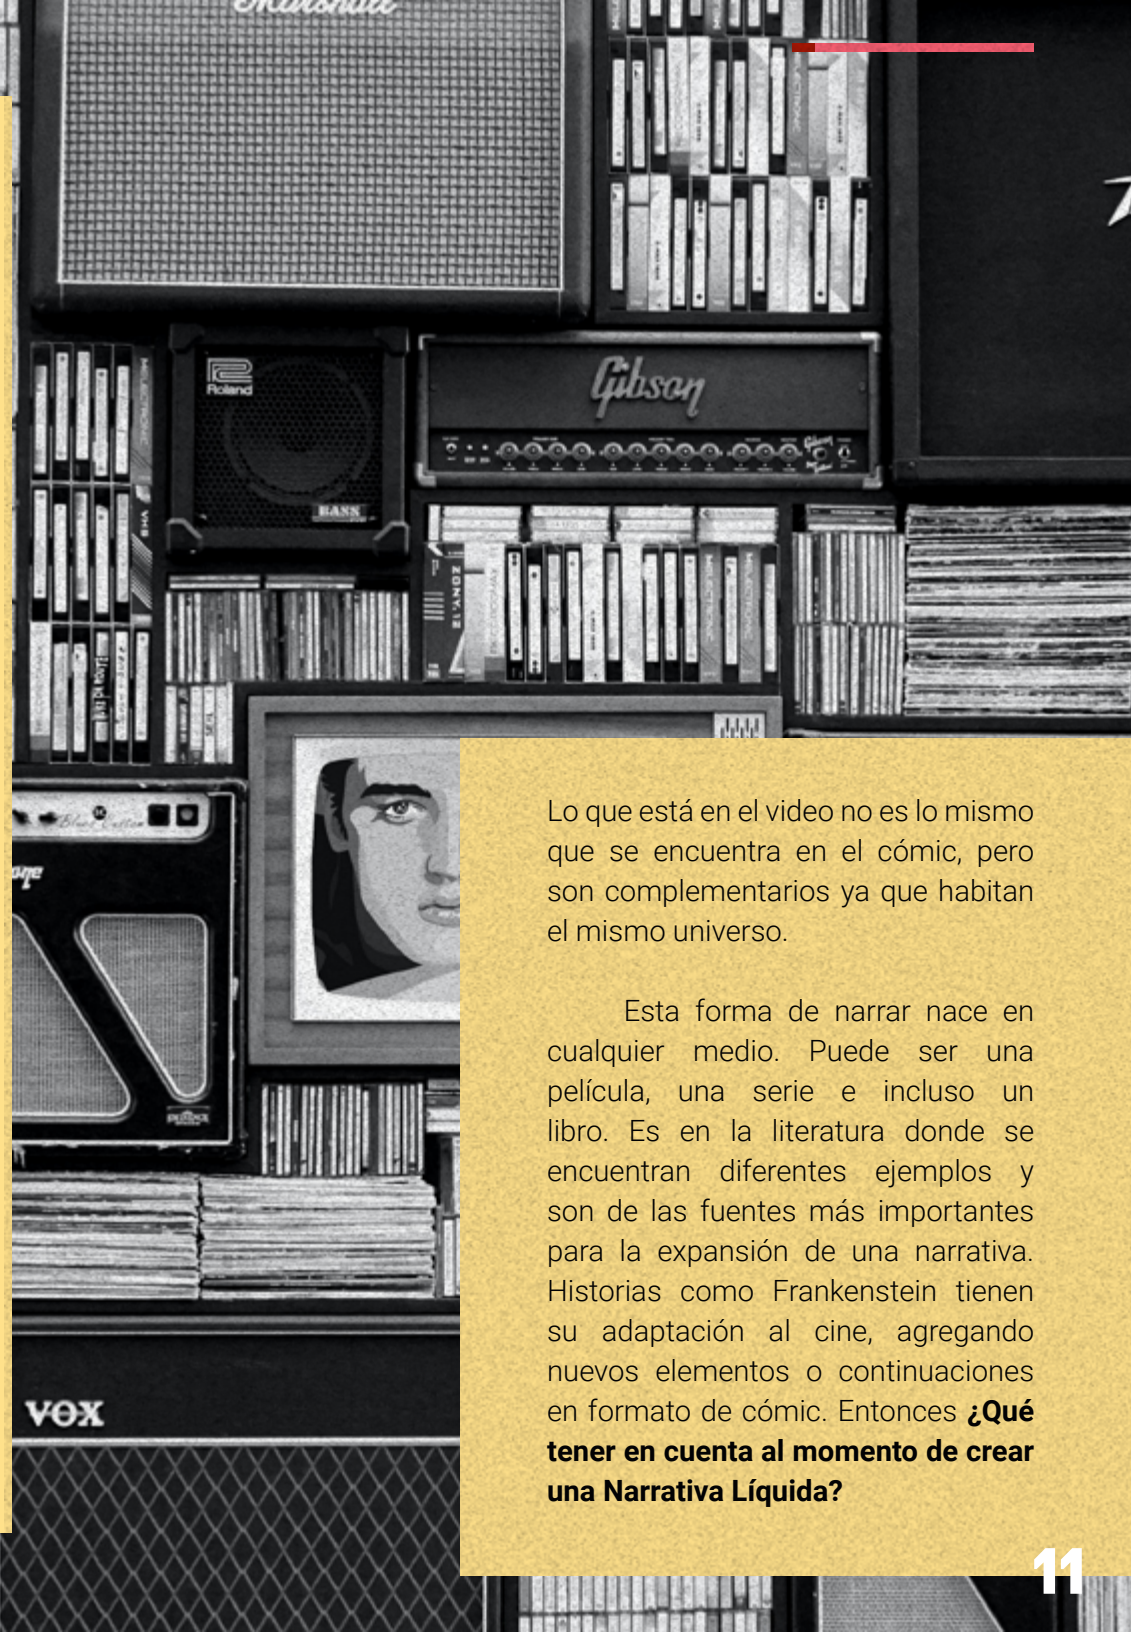 Marshall
Roland
Gibson
BASS
VHS
ZONY.12
Lo que está en el video no es lo mismo
que se encuentra en el cómic, pero
son complementarios ya que habitan
el mismo universo.
Esta forma de narrar nace en
cualquier medio. Puede ser una
película, una serie e incluso un
libro. Es en la literatura donde se
encuentran diferentes ejemplos y
son de las fuentes más importantes
para la expansión de una narrativa.
Historias como Frankenstein tienen
su adaptación al cine, agregando
nuevos elementos o continuaciones
en formato de cómic. Entonces ¿Qué
tener en cuenta al momento de crear
una Narrativa Líquida?
VOX
11